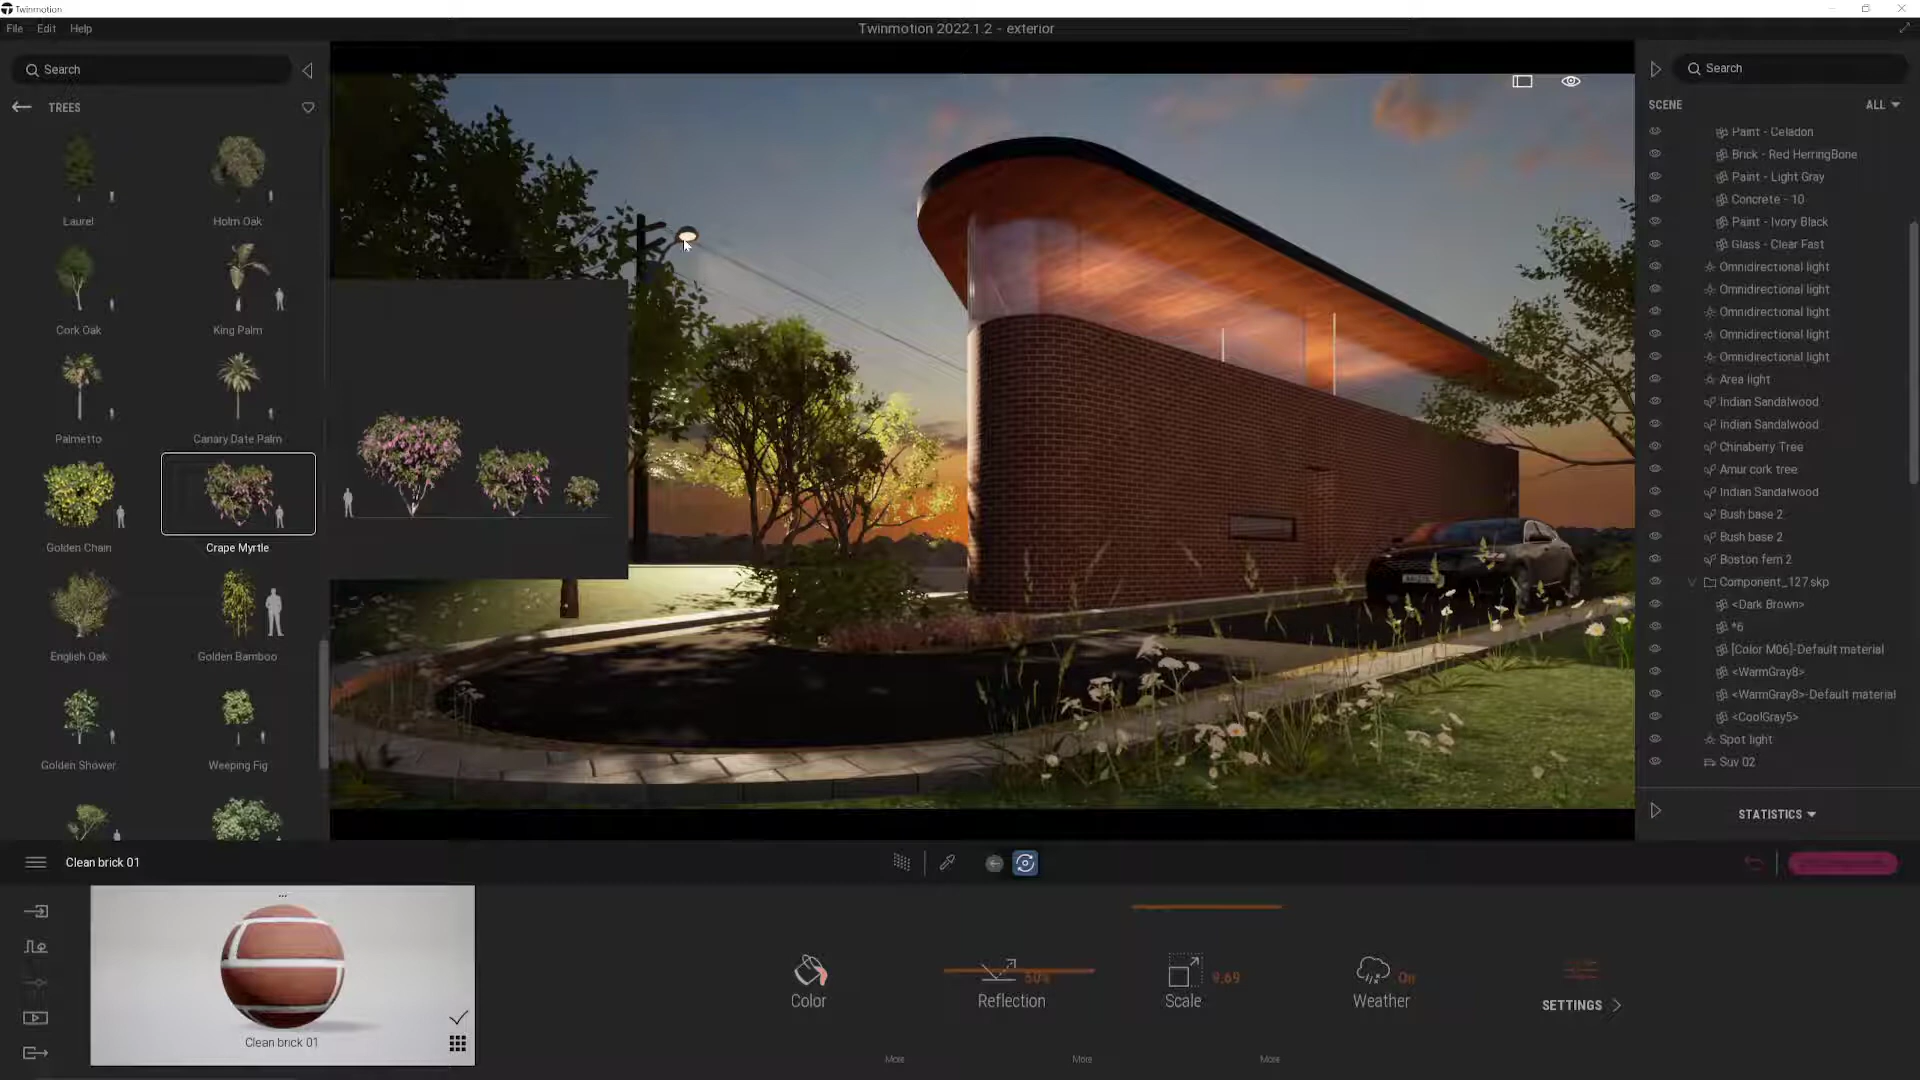 Twinmotion
File Edit Help
Twinmotion 2022.1.2 - exterior
Search
TREES
Laurel
Holm Oak
Cork Oak
King Palm
Palmetto
Canary Date Palm
Golden Chain
Crape Myrtle
English Oak
Golden Bamboo
Golden Shower
Weeping Fig
Search
SCENE
ALL
Paint - Celadon
Brick - Red HerringBone
Paint - Light Gray
Concrete - 10
Paint - Ivory Black
Glass - Clear Fast
Omnidirectional light
Omnidirectional light
Omnidirectional light
Omnidirectional light
Omnidirectional light
Area light
Indian Sandalwood
Indian Sandalwood
Chinaberry Tree
Amur cork tree
Indian Sandalwood
Bush base 2
Bush base 2
Boston fern 2
Component_127.skp
<Dark Brown>
*6
[Color M06]-Default material
<WarmGray8>
<WarmGray8>-Default material
<CoolGray5>
Spot light
Suv 02
STATISTICS
Clean brick 01
Clean brick 01
Color
50%
Reflection
9.69
Scale
On
Weather
SETTINGS
More
More
More